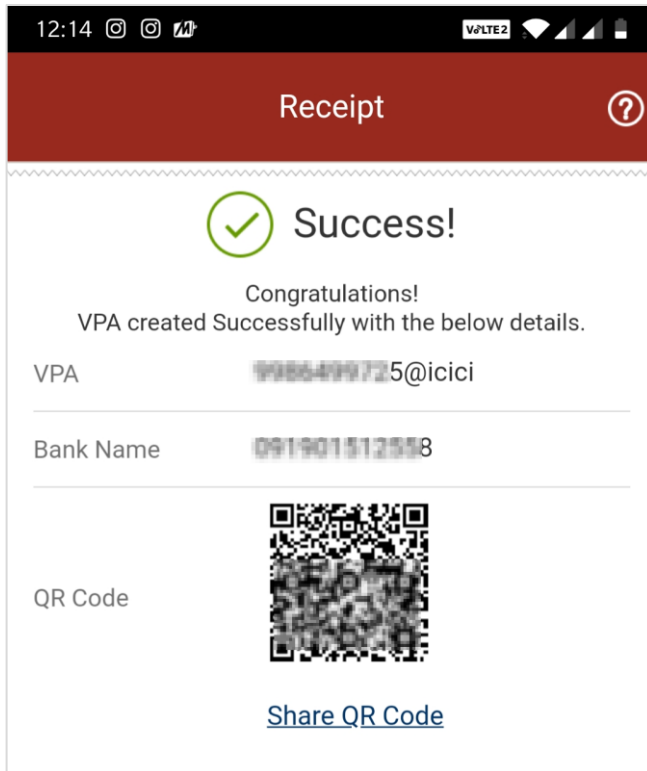 12:14
VoLTE2
Receipt
Success!
Congratulations!
VPA created Successfully with the below details.
VPA 5@icici
Bank Name 8
QR Code
Share QR Code